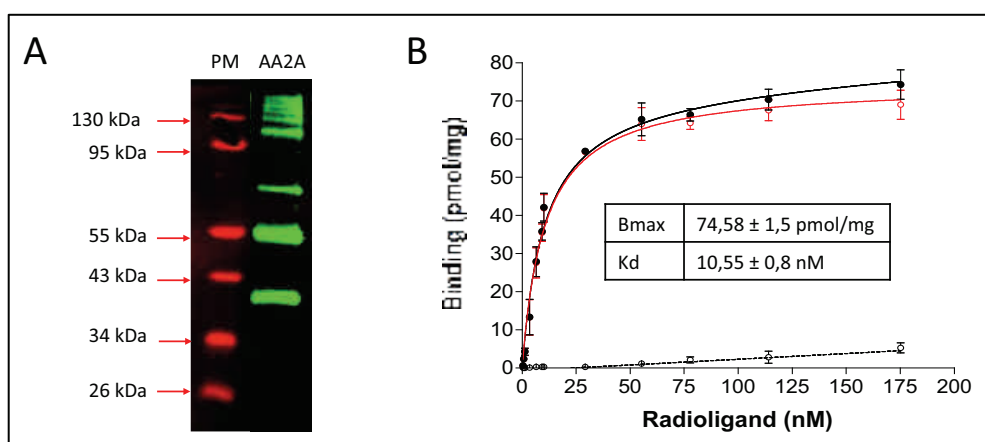 A
PM AA2A
130 kDa
95 kDa
55 kDa
43 kDa
34 kDa
26 kDa
B
80
70
60
50
40
30
20
10
0
Binding (pmol/mg)
Bmax 74,58 ± 1,5 pmol/mg
Kd 10,55 ± 0,8 nM
0 25 50 75 100 125 150 175 200
Radioligand (nM)